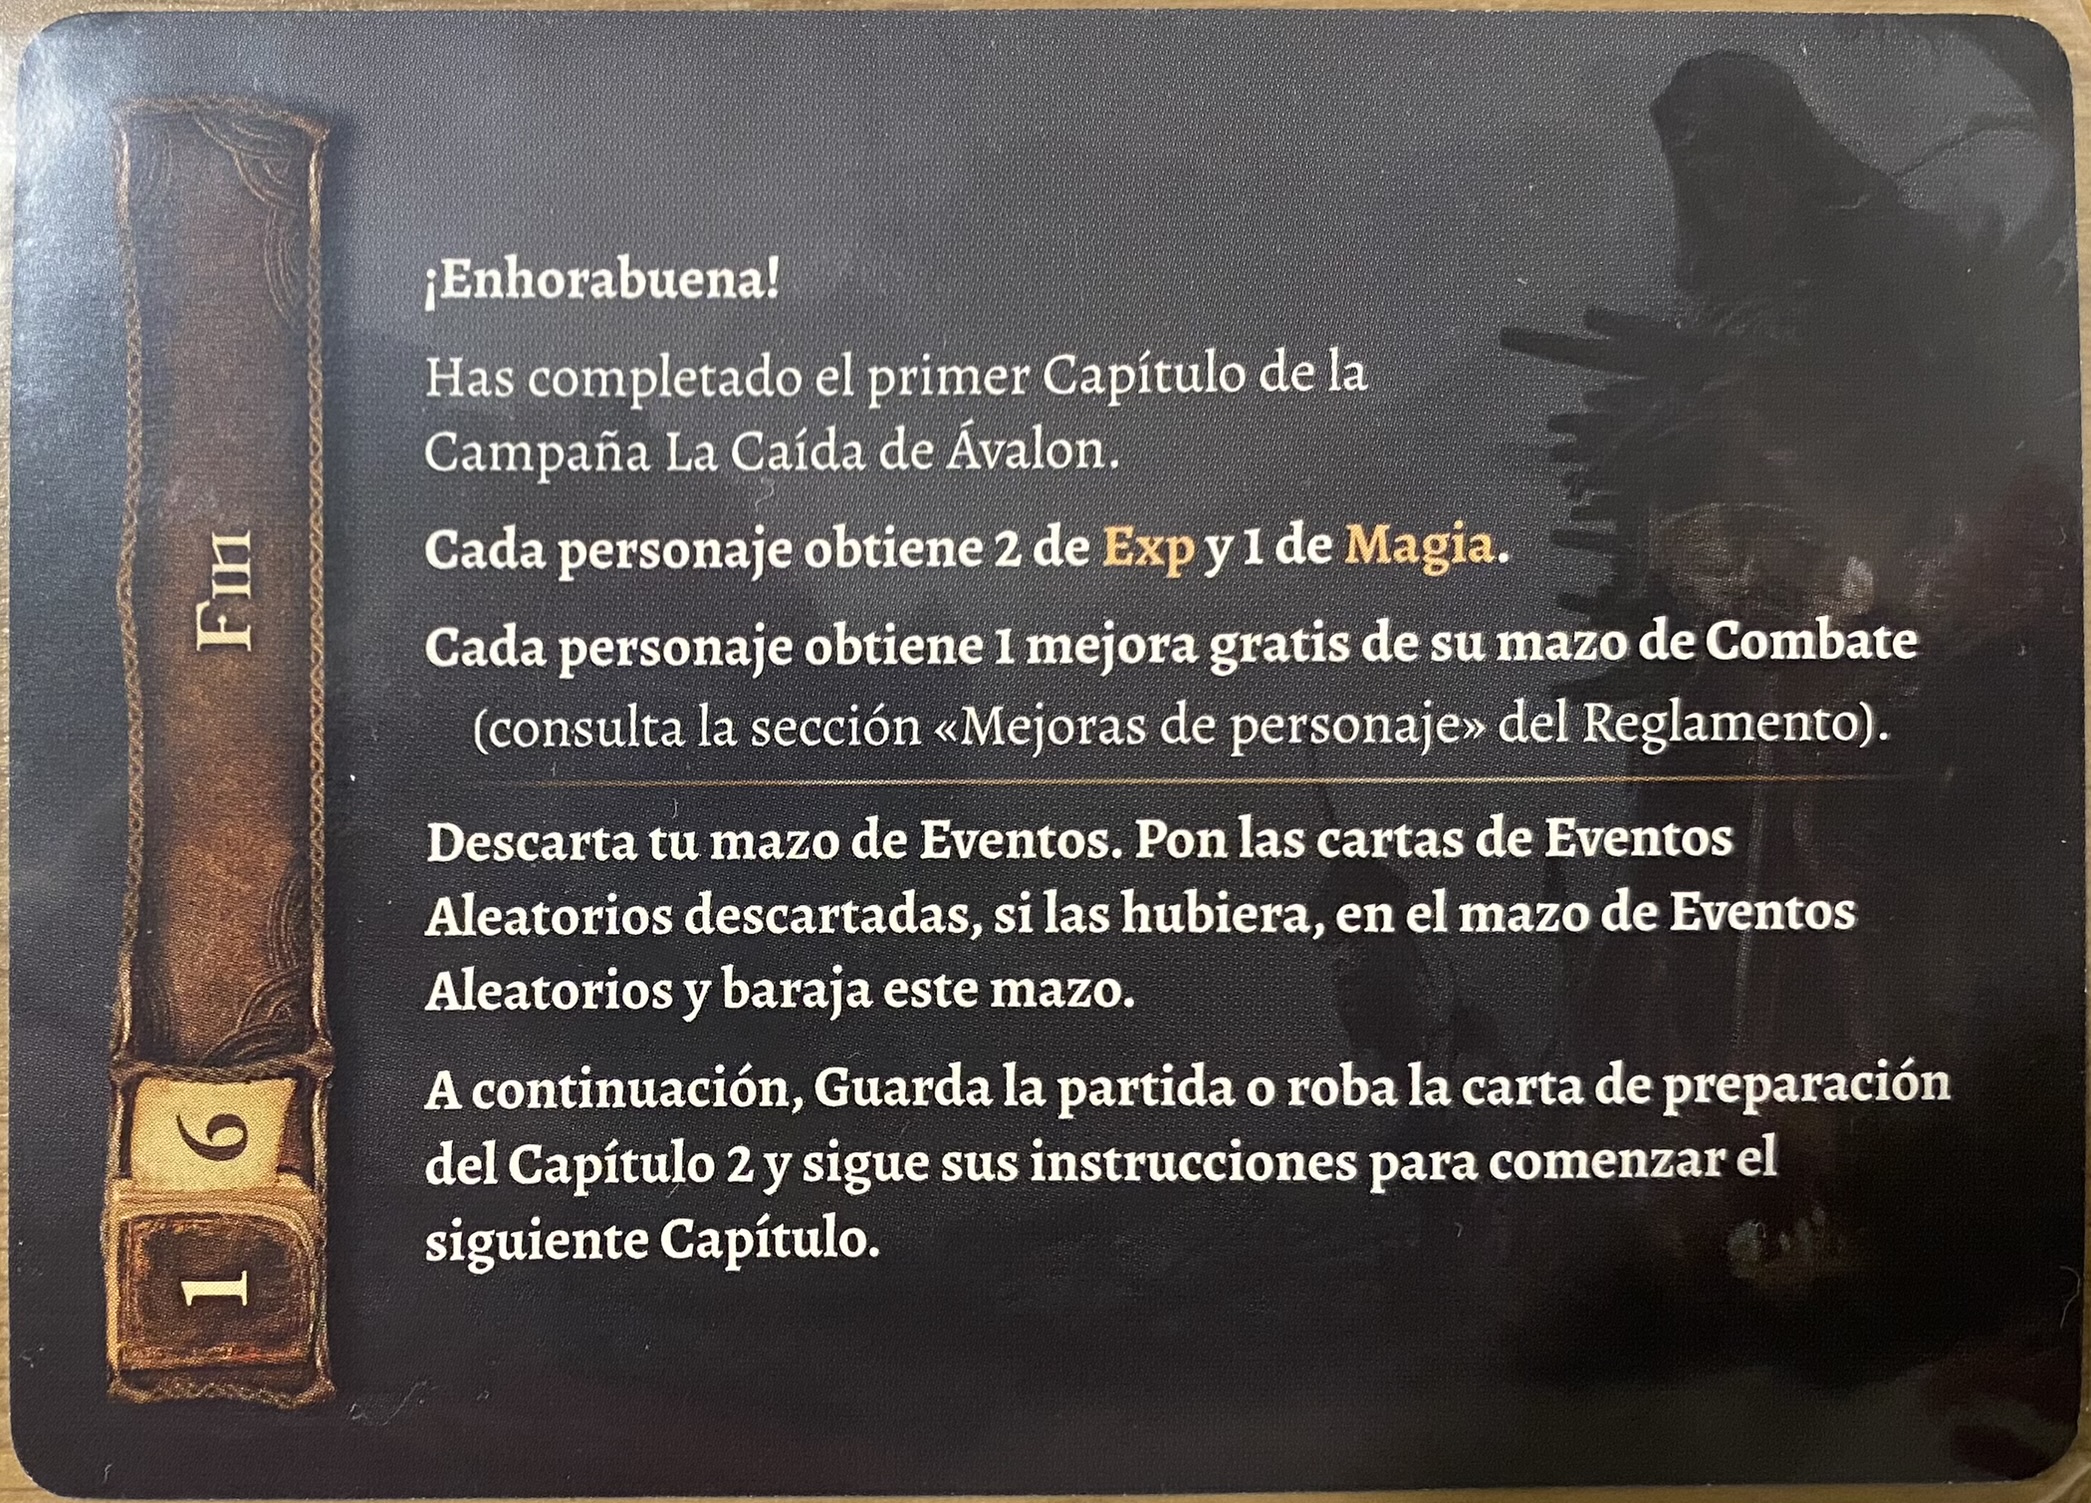 ¡Enhorabuena!
Has completado el primer Capítulo de la
Campaña La Caída de Ávalon.
Cada personaje obtiene 2 de Exp y 1 de Magia.
Cada personaje obtiene 1 mejora gratis de su mazo de Combate
(consulta la sección «Mejoras de personaje» del Reglamento).
Descarta tu mazo de Eventos. Pon las cartas de Eventos
Aleatorios descartadas, si las hubiera, en el mazo de Eventos
Aleatorios y baraja este mazo.
A continuación, Guarda la partida o roba la carta de preparación
del Capítulo 2 y sigue sus instrucciones para comenzar el
siguiente Capítulo.
1 6 Fin